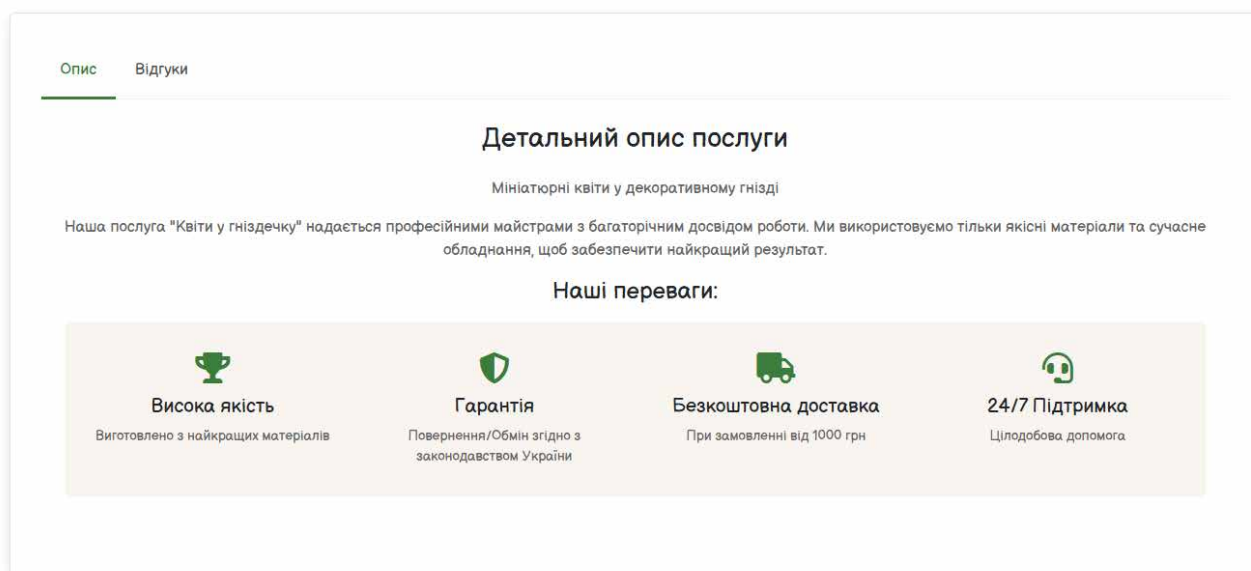 Опис Відгуки
Детальний опис послуги
Мініатюрні квіти у декоративному гнізді
Наша послуга "Квіти у гніздечку" надається професійними майстрами з багаторічним досвідом роботи. Ми використовуємо тільки якісні матеріали та сучасне
обладнання, щоб забезпечити найкращий результат.
Наші переваги:
Висока якість
Виготовлено з найкращих матеріалів
Гарантія
Повернення/Обмін згідно з
законодавством України
Безкоштовна доставка
При замовленні від 1000 грн
24/7 Підтримка
Цілодобова допомога